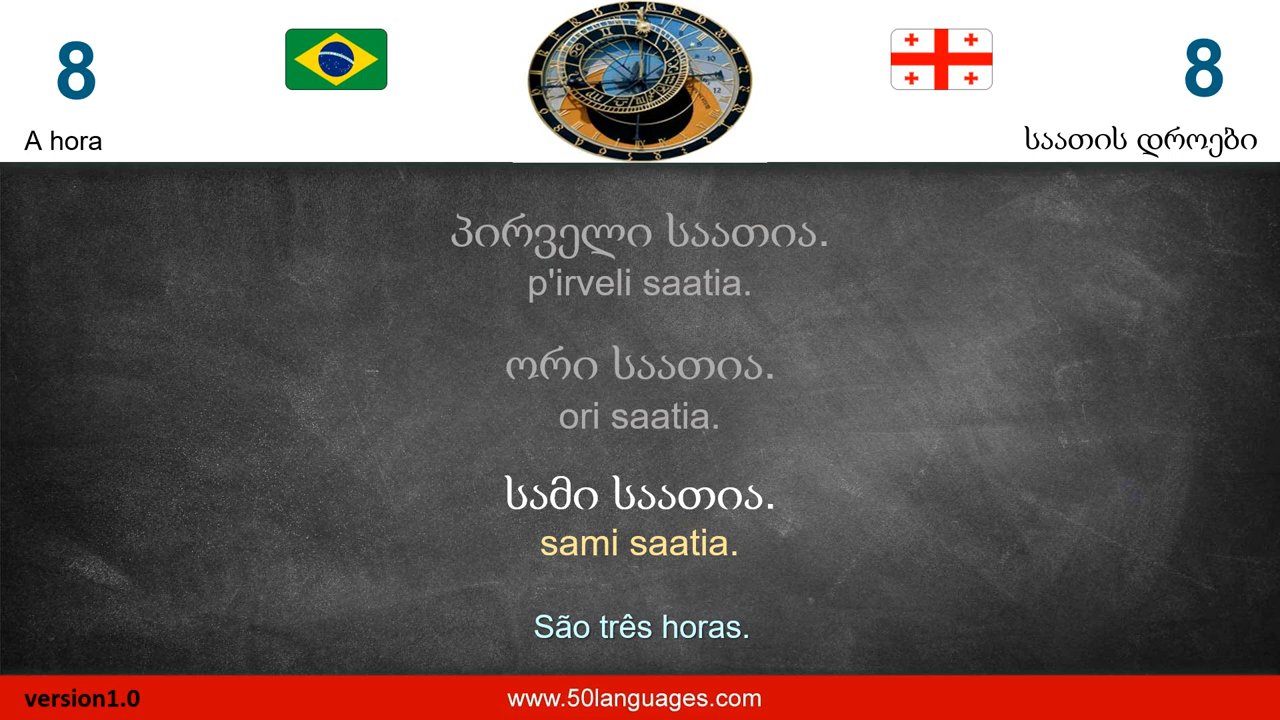 8
8
A hora
საათის დროები
პირველი საათია.
p'irveli saatia.
ორი საათია.
ori saatia.
სამი საათია.
sami saatia.
São três horas.
version1.0
www.50languages.com